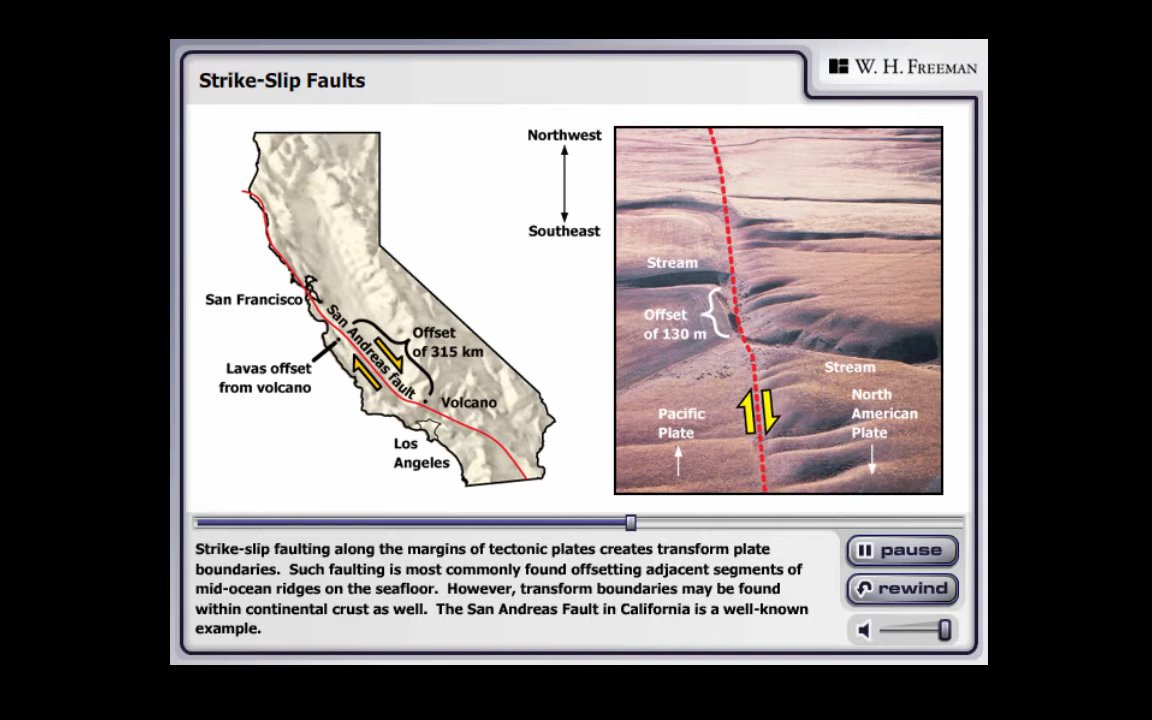 Strike-Slip Faults
W. H. FREEMAN
San Francisco
San Andreas fault
Offset
of 315 km
Lavas offset
from volcano
Volcano
Los
Angeles
Northwest
Southeast
Stream
Offset
of 130 m
Stream
Pacific
Plate
North
American
Plate
Strike-slip faulting along the margins of tectonic plates creates transform plate
boundaries. Such faulting is most commonly found offsetting adjacent segments of
mid-ocean ridges on the seafloor. However, transform boundaries may be found
within continental crust as well. The San Andreas Fault in California is a well-known
example.
pause
rewind